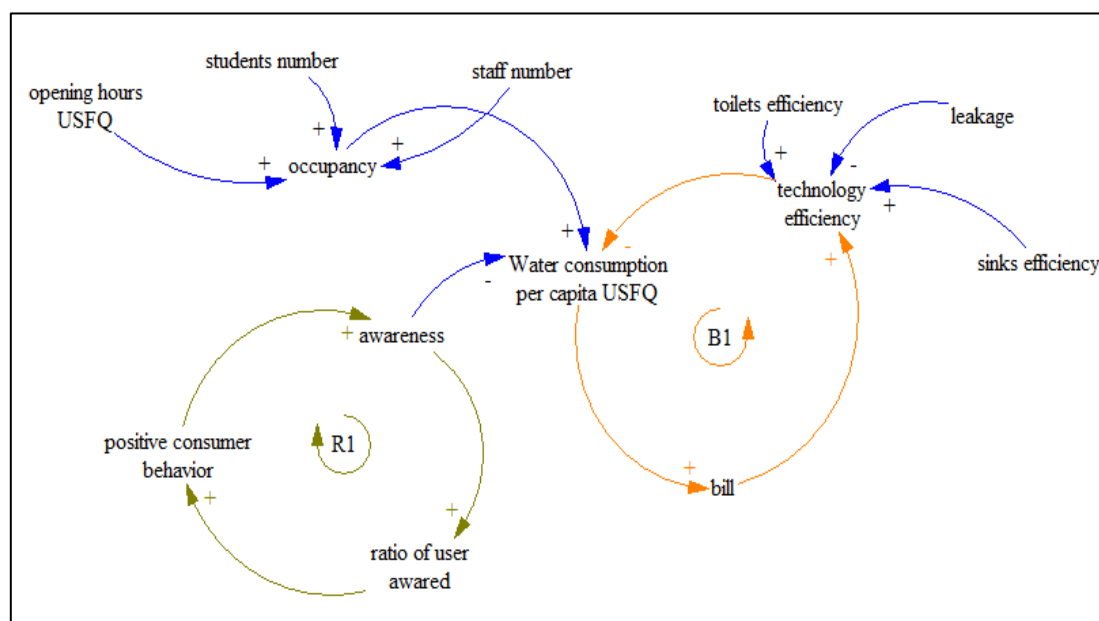 students number
staff number
opening hours
USFQ
toilets efficiency
leakage
+
+
+
+
-
occupancy
+
technology
efficiency
+
+
-
+
Water consumption
per capita USFQ
sinks efficiency
-
+
awareness
B1
positive consumer
behavior
R1
+
+
bill
+
ratio of user
awared